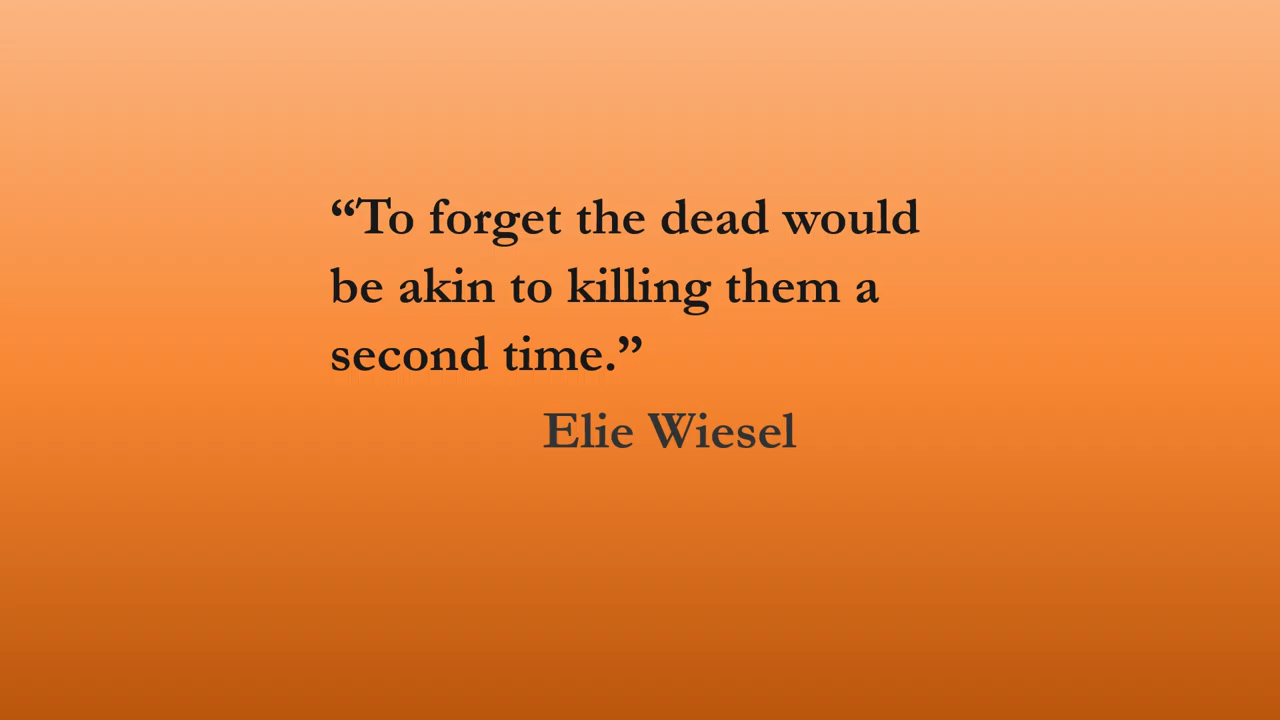 “To forget the dead would
be akin to killing them a
second time.”
Elie Wiesel